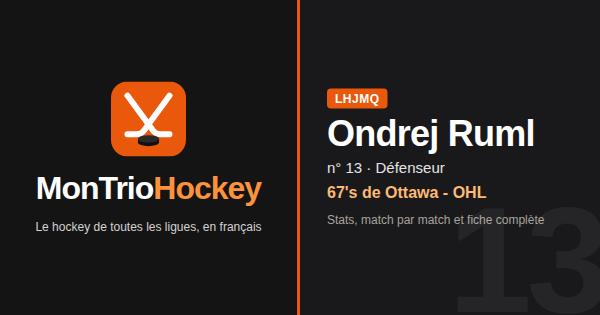 MonTrioHockey
Le hockey de toutes les ligues, en français
LHJMQ
Ondrej Ruml
n° 13 · Défenseur
67's de Ottawa - OHL
Stats, match par match et fiche complète
13